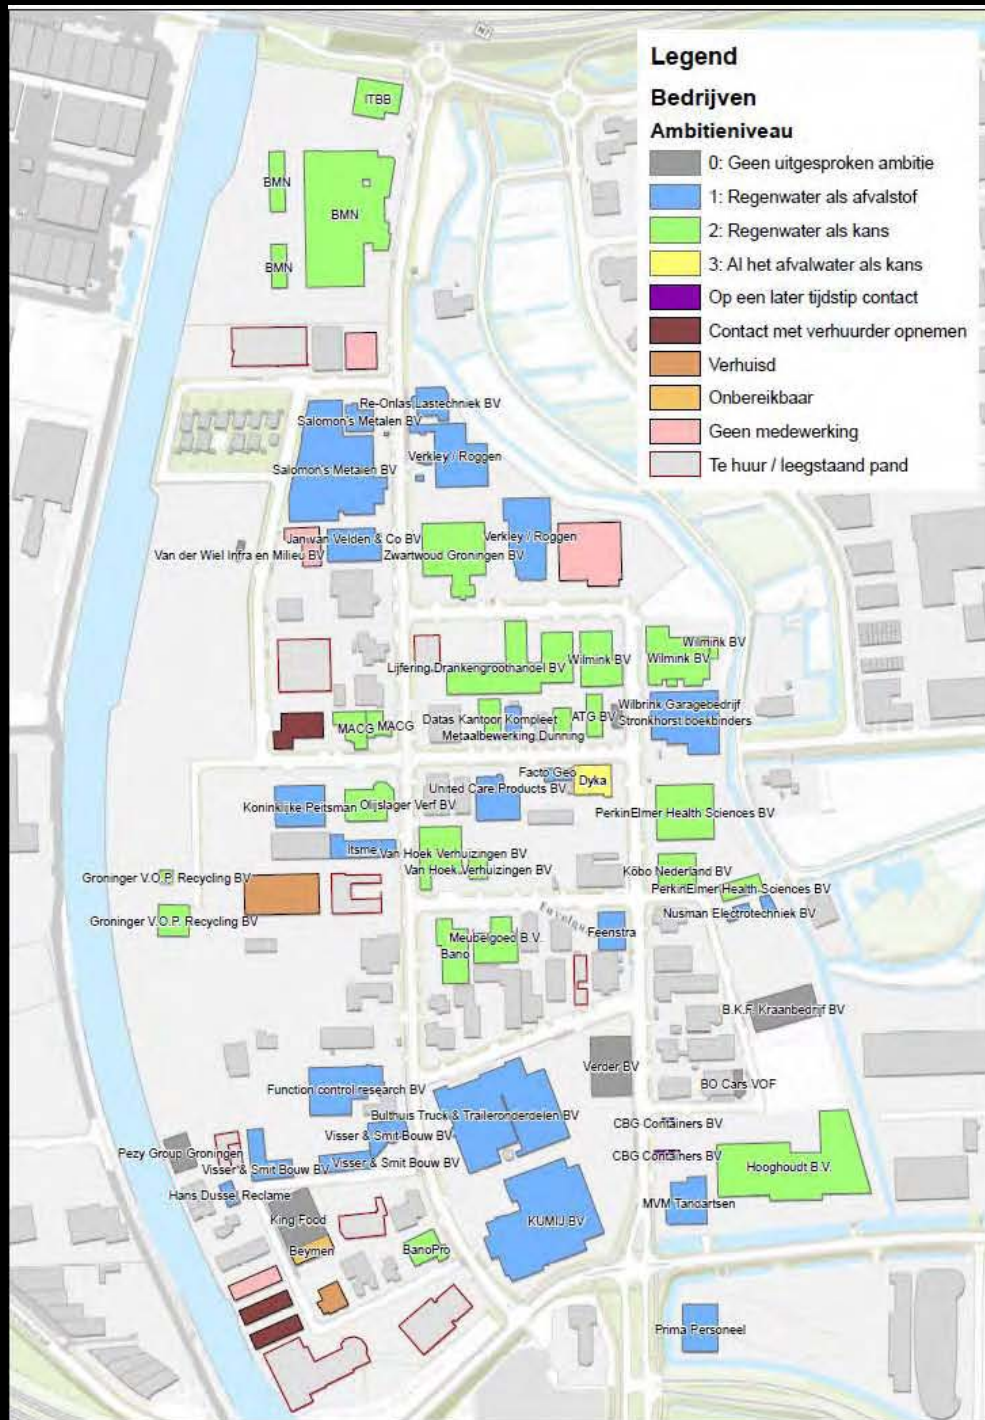 N7
Legend
Bedrijven
Ambitieniveau
0: Geen uitgesproken ambitie
1: Regenwater als afvalstof
2: Regenwater als kans
3: Al het afvalwater als kans
Op een later tijdstip contact
Contact met verhuurder opnemen
Verhuisd
Onbereikbaar
Geen medewerking
Te huur / leegstaand pand
ITBB
BMN
BMN
BMN
Re-Onlas Lastechniek BV
Salomon's Metalen BV
Verkley / Roggen
Salomon's Metalen BV
Jan van Velden & Co BV
Verkley / Roggen
Van der Wiel Infra en Milieu BV
Zwartwoud Groningen BV
Wilmink BV
Lijfering Drankengroothandel BV
Wilmink BV
Wilmink BV
Wilbrink Garagebedrijf
Datas Kantoor Kompleet
ATG BV
Stronkhorst boekbinders
MACG
MACG
Metaalbewerking Dunning
Facto Geo
Dyka
United Care Products BV
Koninklijke Peitsman
Olijslager Verf BV
PerkinElmer Health Sciences BV
Itsme
Van Hoek Verhuizingen BV
Van Hoek Verhuizingen BV
Köbo Nederland BV
Groninger V.O.P. Recycling BV
PerkinElmer Health Sciences BV
Groninger V.O.P. Recycling BV
Nusman Electrotechniek BV
Feenstra
Meubelgoed B.V.
Bano
B.K.F. Kraanbedrijf BV
Verder BV
BO Cars VOF
Function control research BV
Bulthuis Truck & Traileronderdelen BV
CBG Containers BV
Visser & Smit Bouw BV
Pezy Group Groningen
CBG Containers BV
Visser & Smit Bouw BV
Visser & Smit Bouw BV
Hooghoudt B.V.
Hans Dussel Reclame
MVM Tandartsen
King Food
KUMIJ BV
Beymen
BanoPro
Prima Personeel